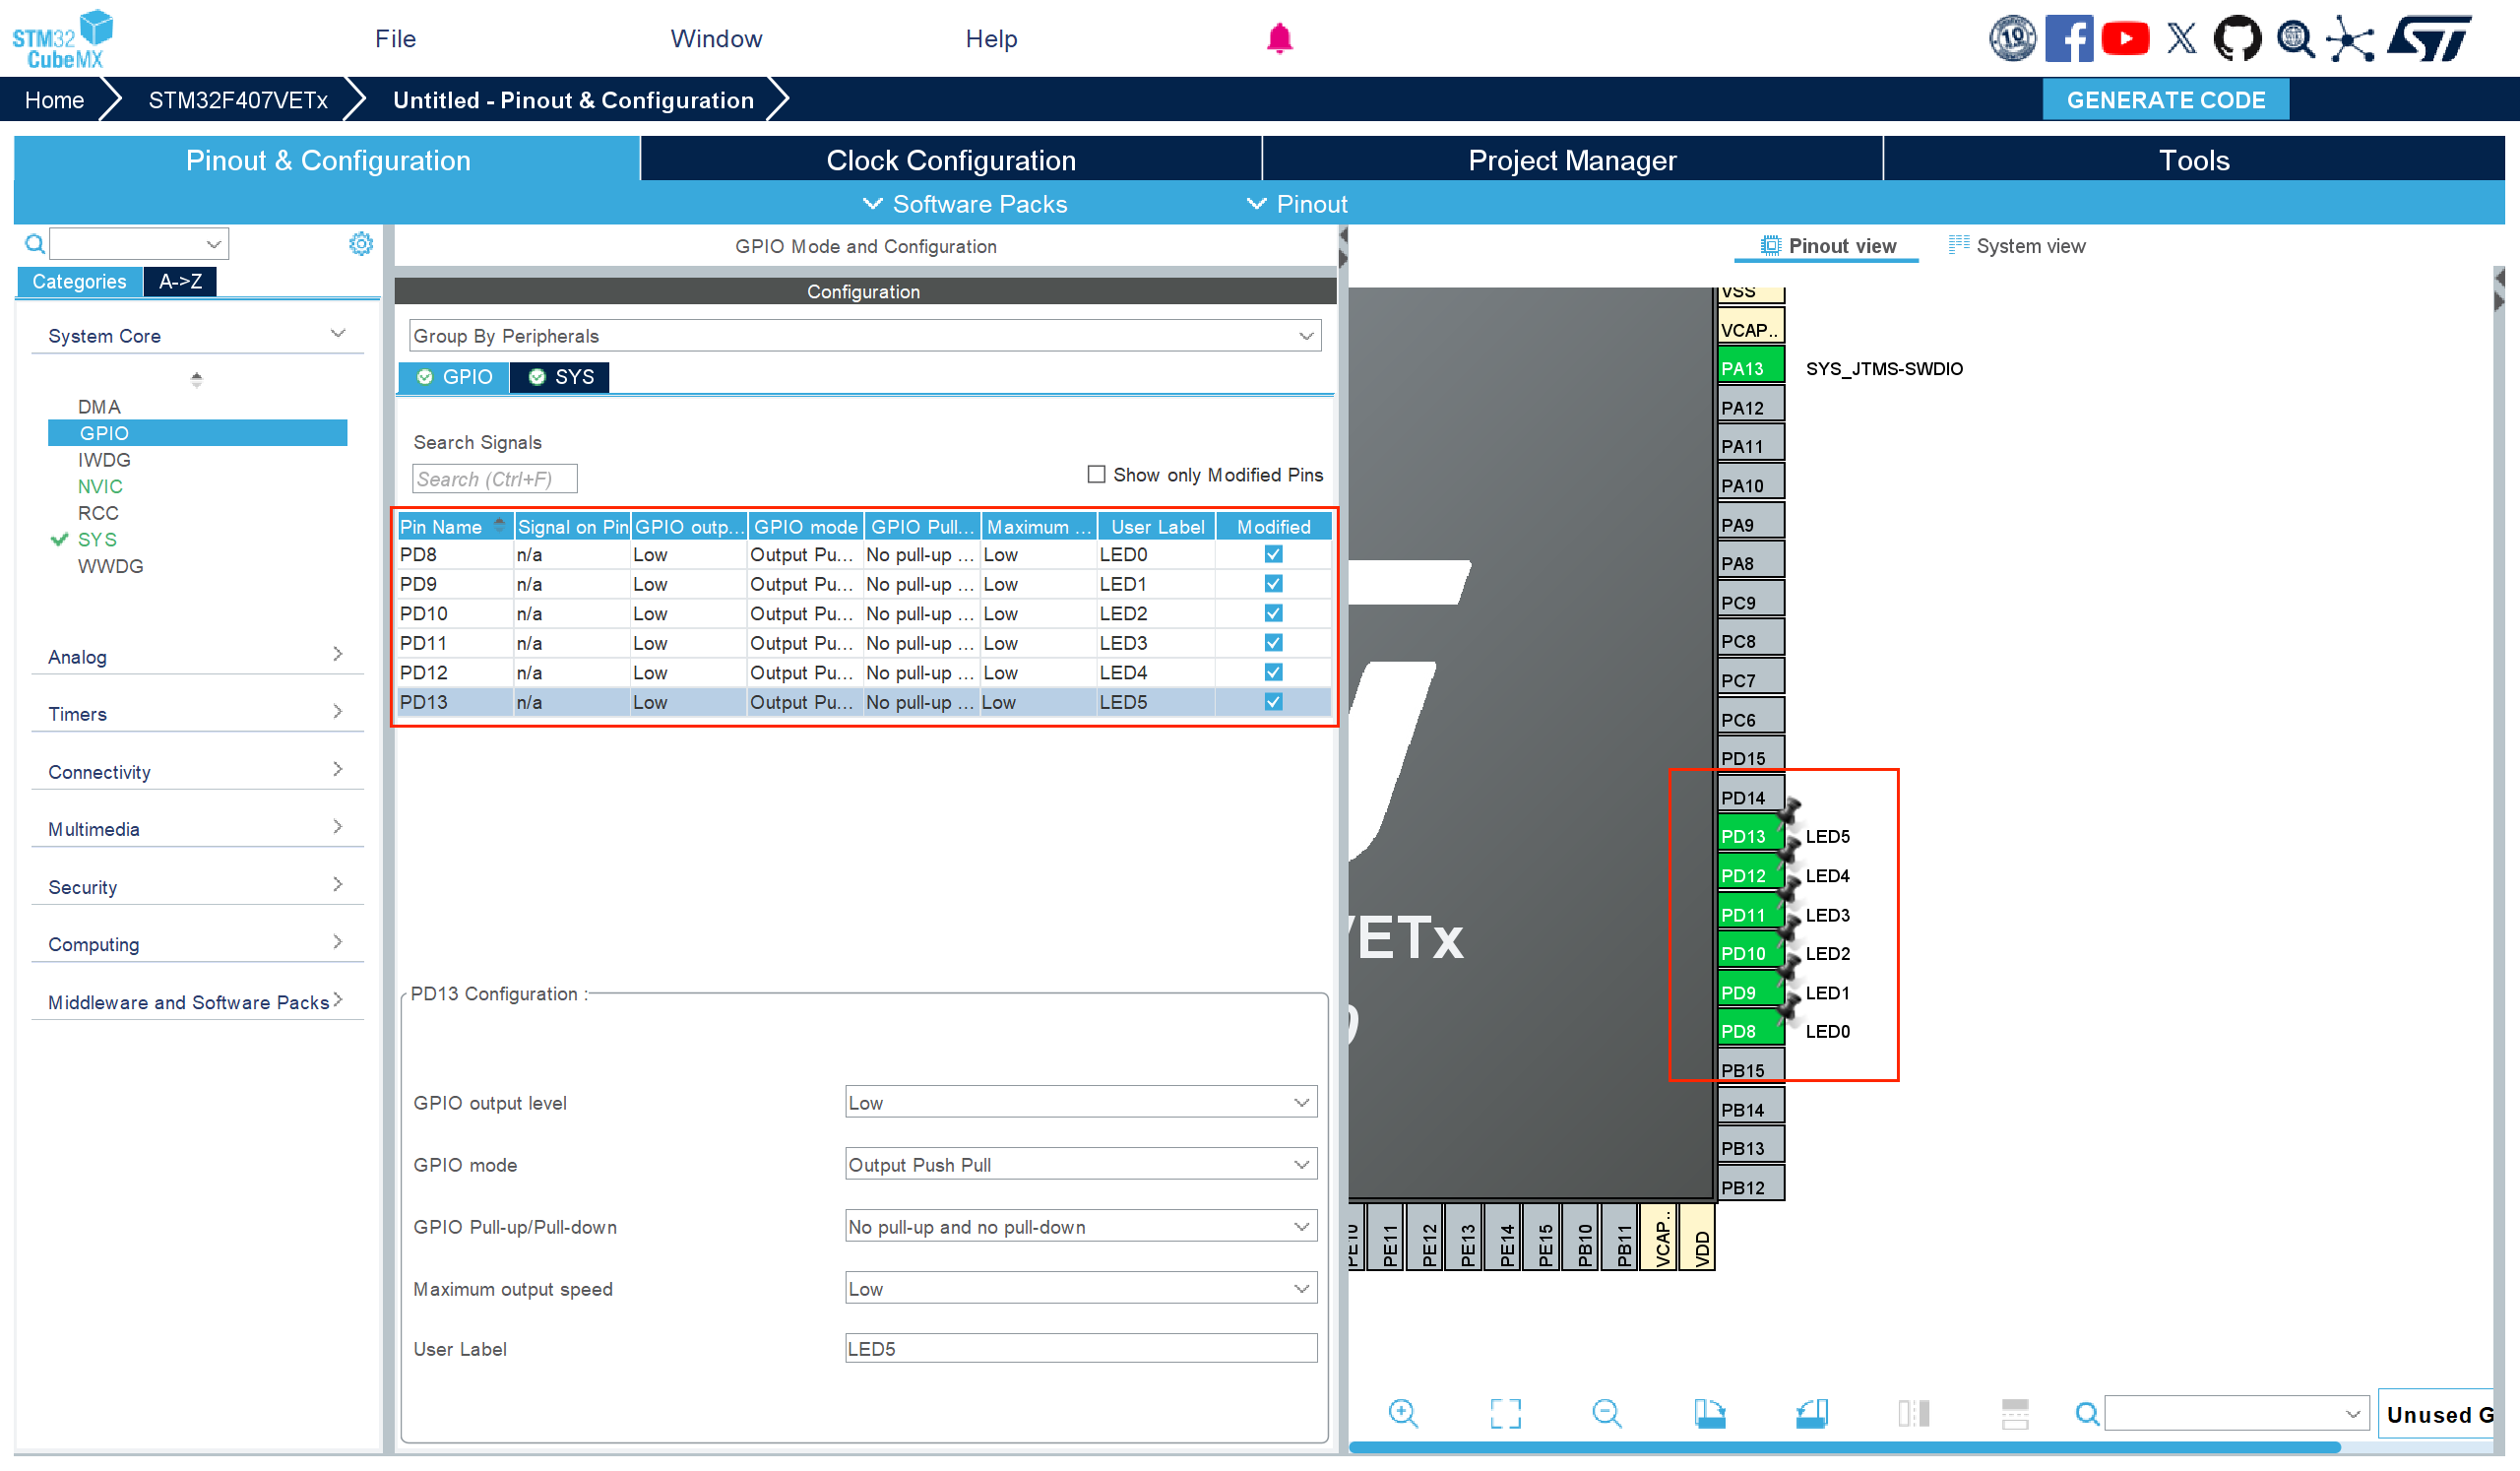 STM32
CubeMX
File
Window
Help
10
Home
STM32F407VETx
Untitled - Pinout & Configuration
GENERATE CODE
Pinout & Configuration
Clock Configuration
Project Manager
Tools
Software Packs
Pinout
Categories
A->Z
System Core
DMA
GPIO
IWDG
NVIC
RCC
SYS
WWDG
Analog
Timers
Connectivity
Multimedia
Security
Computing
Middleware and Software Packs
GPIO Mode and Configuration
Configuration
Group By Peripherals
GPIO
SYS
Search Signals
Search (Ctrl+F)
Show only Modified Pins
Pin Name Signal on Pin GPIO outp... GPIO mode GPIO Pull... Maximum ... User Label Modified
PD8 n/a Low Output Pu... No pull-up ... Low LED0
PD9 n/a Low Output Pu... No pull-up ... Low LED1
PD10 n/a Low Output Pu... No pull-up ... Low LED2
PD11 n/a Low Output Pu... No pull-up ... Low LED3
PD12 n/a Low Output Pu... No pull-up ... Low LED4
PD13 n/a Low Output Pu... No pull-up ... Low LED5
PD13 Configuration :
GPIO output level Low
GPIO mode Output Push Pull
GPIO Pull-up/Pull-down No pull-up and no pull-down
Maximum output speed Low
User Label LED5
Pinout view
System view
VSS
VCAP..
PA13 SYS_JTMS-SWDIO
PA12
PA11
PA10
PA9
PA8
PC9
PC8
PC7
PC6
PD15
PD14
PD13 LED5
PD12 LED4
PD11 LED3
PD10 LED2
PD9 LED1
PD8 LED0
PB15
PB14
PB13
PB12
VETx
PE10
PE11
PE12
PE13
PE14
PE15
PB10
PB11
VCAP..
VDD
Unused G